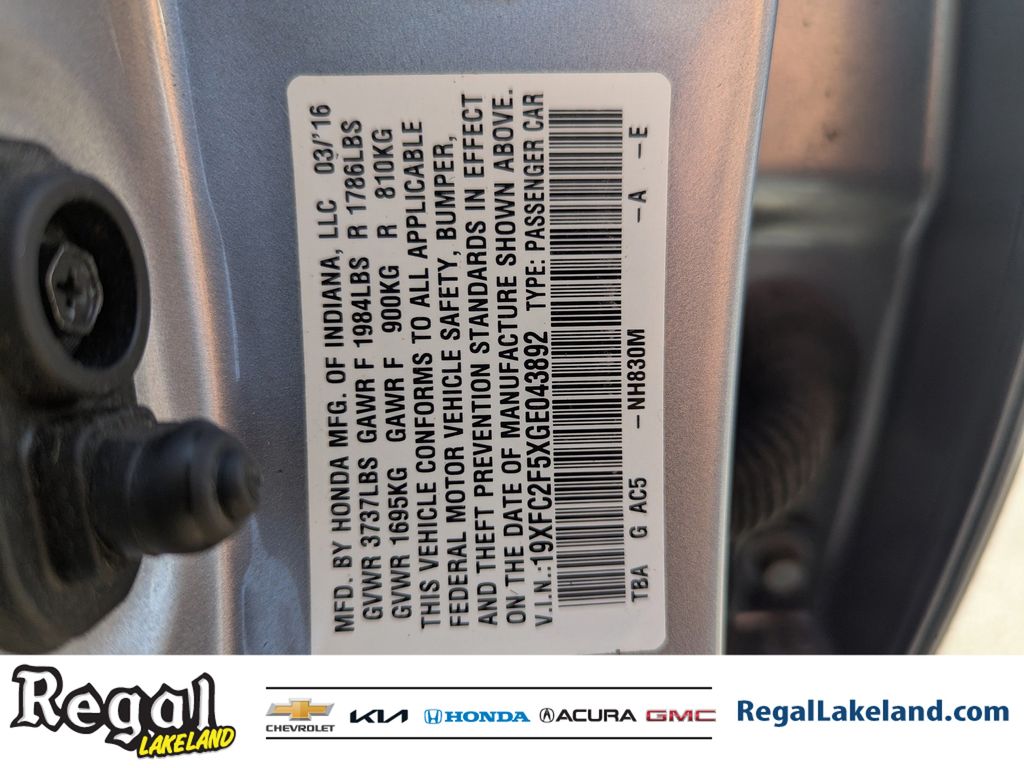 MFD. BY HONDA MFG. OF INDIANA, LLC 03/'16
GVWR 3737LBS GAWR F 1984LBS R 1786LBS
GVWR 1695KG GAWR F 900KG R 810KG
THIS VEHICLE CONFORMS TO ALL APPLICABLE
FEDERAL MOTOR VEHICLE SAFETY, BUMPER,
AND THEFT PREVENTION STANDARDS IN EFFECT
ON THE DATE OF MANUFACTURE SHOWN ABOVE.
V.I.N.:19XFC2F5XGE043892 TYPE: PASSENGER CAR
TBA G AC5 -NH830M -A -E
Regal
LAKELAND
CHEVROLET KIA HONDA ACURA GMC
RegalLakeland.com